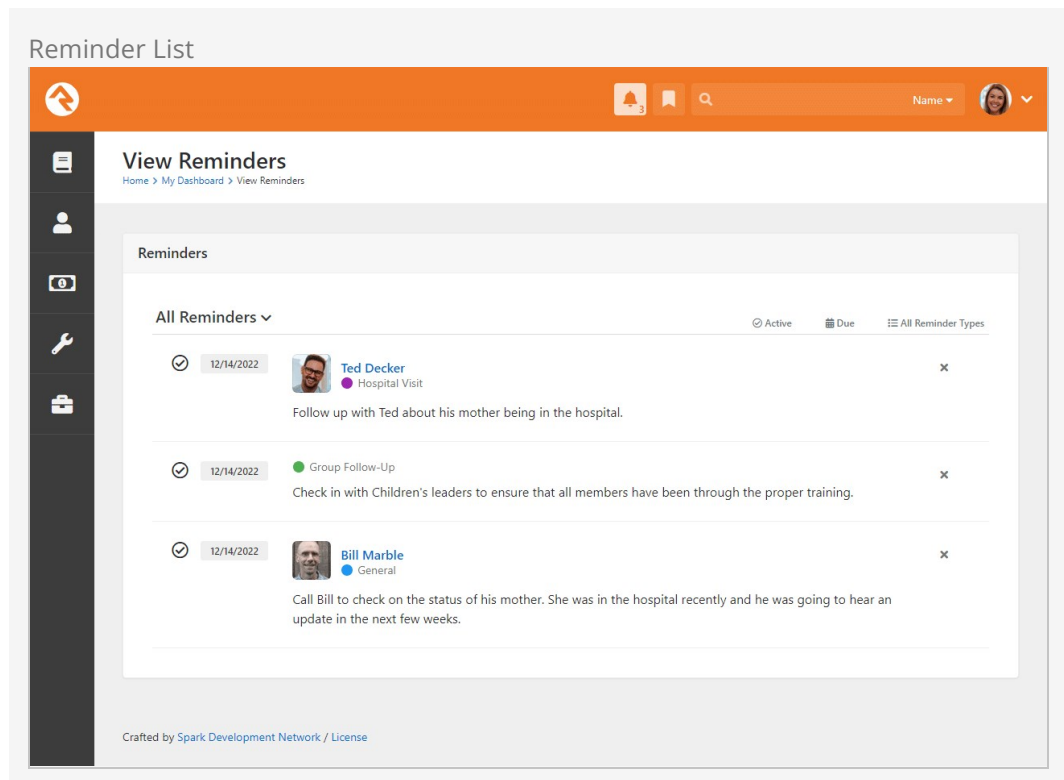 Reminder List
3
Name
View Reminders
Home > My Dashboard > View Reminders
Reminders
All Reminders
Active
Due
All Reminder Types
12/14/2022
Ted Decker
Hospital Visit
Follow up with Ted about his mother being in the hospital.
12/14/2022
Group Follow-Up
Check in with Children's leaders to ensure that all members have been through the proper training.
12/14/2022
Bill Marble
General
Call Bill to check on the status of his mother. She was in the hospital recently and he was going to hear an
update in the next few weeks.
Crafted by Spark Development Network / License